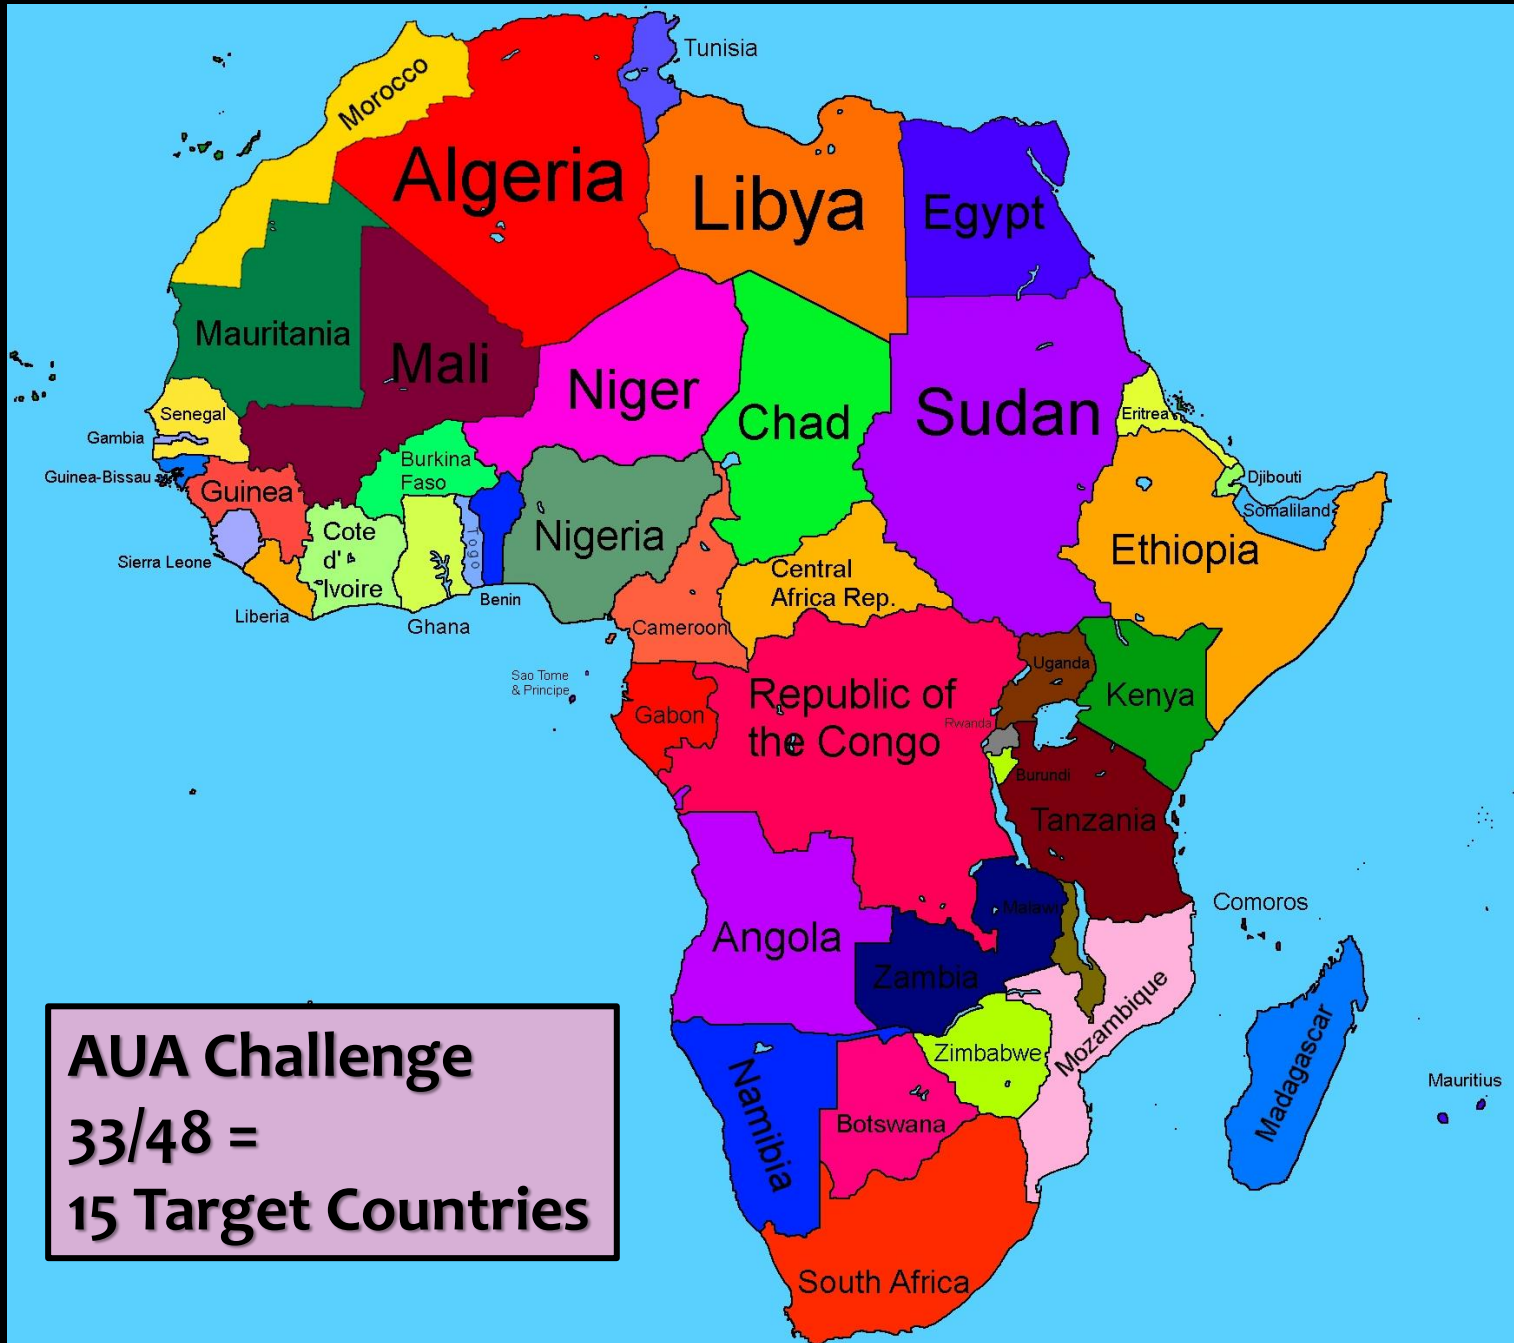 Tunisia
Morocco
Algeria
Libya
Egypt
Mauritania
Mali
Niger
Chad
Sudan
Eritrea
Senegal
Gambia
Guinea-Bissau
Guinea
Burkina
Faso
Djibouti
Somaliland
Ethiopia
Cote
d'
Ivoire
Togo
Nigeria
Sierra Leone
Liberia
Ghana
Benin
Central
Africa Rep.
Cameroon
Sao Tome
& Principe
Gabon
Republic of
the Congo
Uganda
Kenya
Rwanda
Burundi
Tanzania
Comoros
Angola
Malawi
Zambia
Mozambique
Zimbabwe
Madagascar
Mauritius
Namibia
Botswana
South Africa
AUA Challenge
33/48 =
15 Target Countries